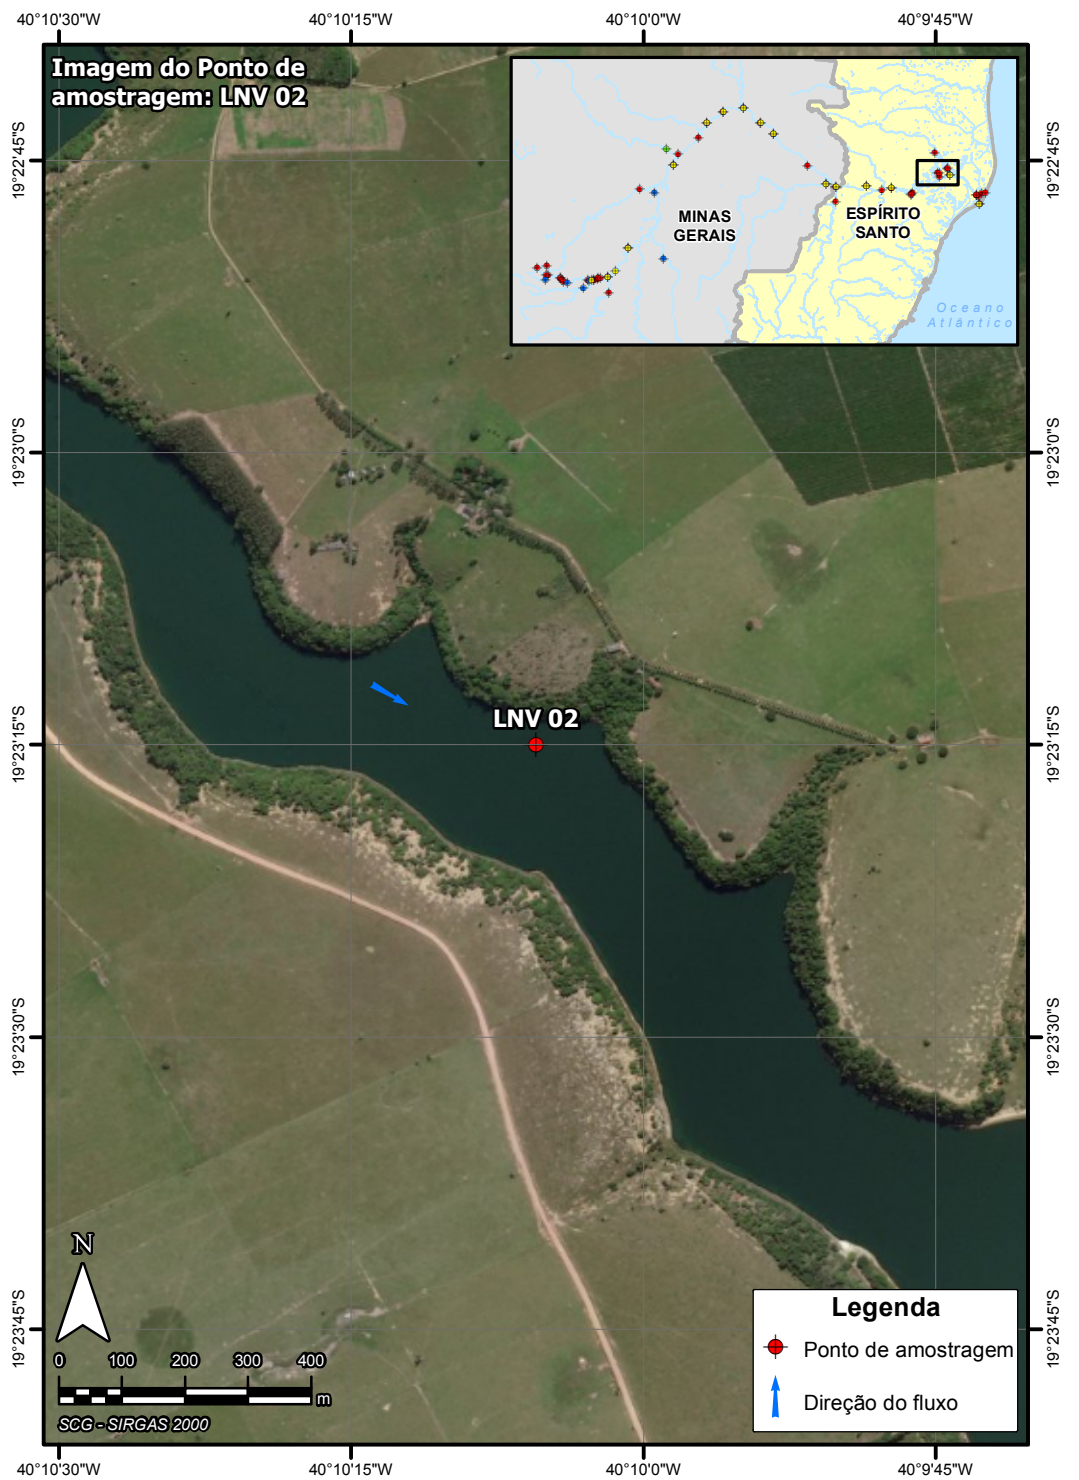 40°10'30"W
40°10'15"W
40°10'0"W
40°9'45"W
Imagem do Ponto de
amostragem: LNV 02
MINAS
GERAIS
ESPÍRITO
SANTO
Oceano
Atlântico
19°22'45"S
19°22'45"S
19°23'0"S
19°23'0"S
LNV 02
19°23'15"S
19°23'15"S
19°23'30"S
19°23'30"S
19°23'45"S
19°23'45"S
N
0 100 200 300 400
m
SCG - SIRGAS 2000
Legenda
Ponto de amostragem
Direção do fluxo
40°10'30"W
40°10'15"W
40°10'0"W
40°9'45"W